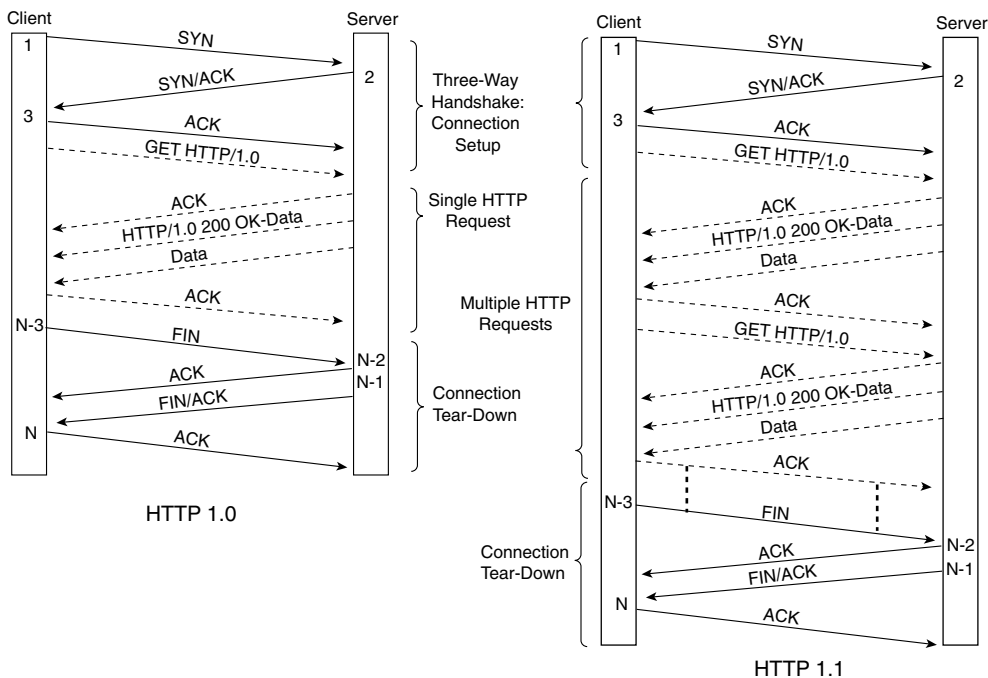 Client
Server
1
SYN
2
SYN/ACK
3
ACK
GET HTTP/1.0
ACK
HTTP/1.0 200 OK-Data
Data
ACK
N-3
FIN
N-2
ACK
N-1
FIN/ACK
N
ACK
HTTP 1.0
Three-Way
Handshake:
Connection
Setup
Single HTTP
Request
Multiple HTTP
Requests
Connection
Tear-Down
Connection
Tear-Down
Client
Server
1
SYN
2
SYN/ACK
3
ACK
GET HTTP/1.0
ACK
HTTP/1.0 200 OK-Data
Data
ACK
GET HTTP/1.0
ACK
HTTP/1.0 200 OK-Data
Data
ACK
N-3
FIN
N-2
ACK
N-1
FIN/ACK
N
ACK
HTTP 1.1